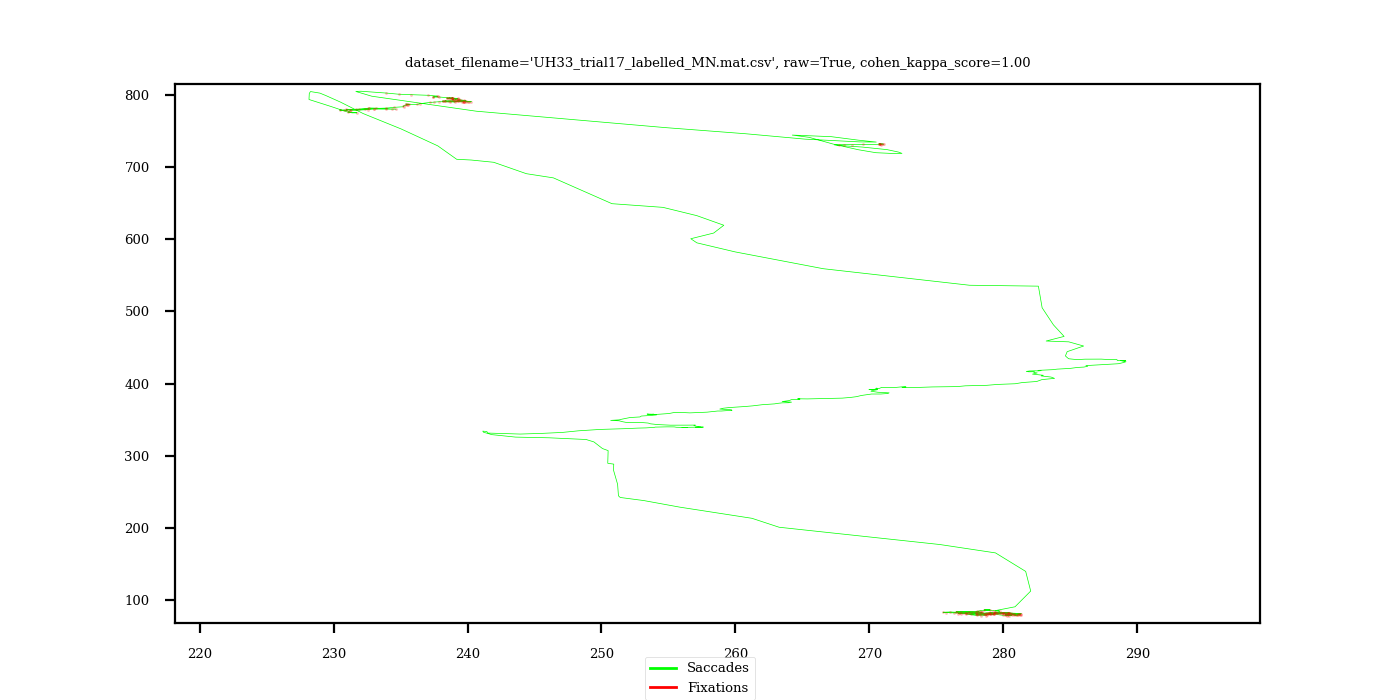 dataset_filename='UH33_trial17_labelled_MN.mat.csv', raw=True, cohen_kappa_score=1.00
800
700
600
500
400
300
200
100
220 230 240 250 260 270 280 290
Saccades
Fixations